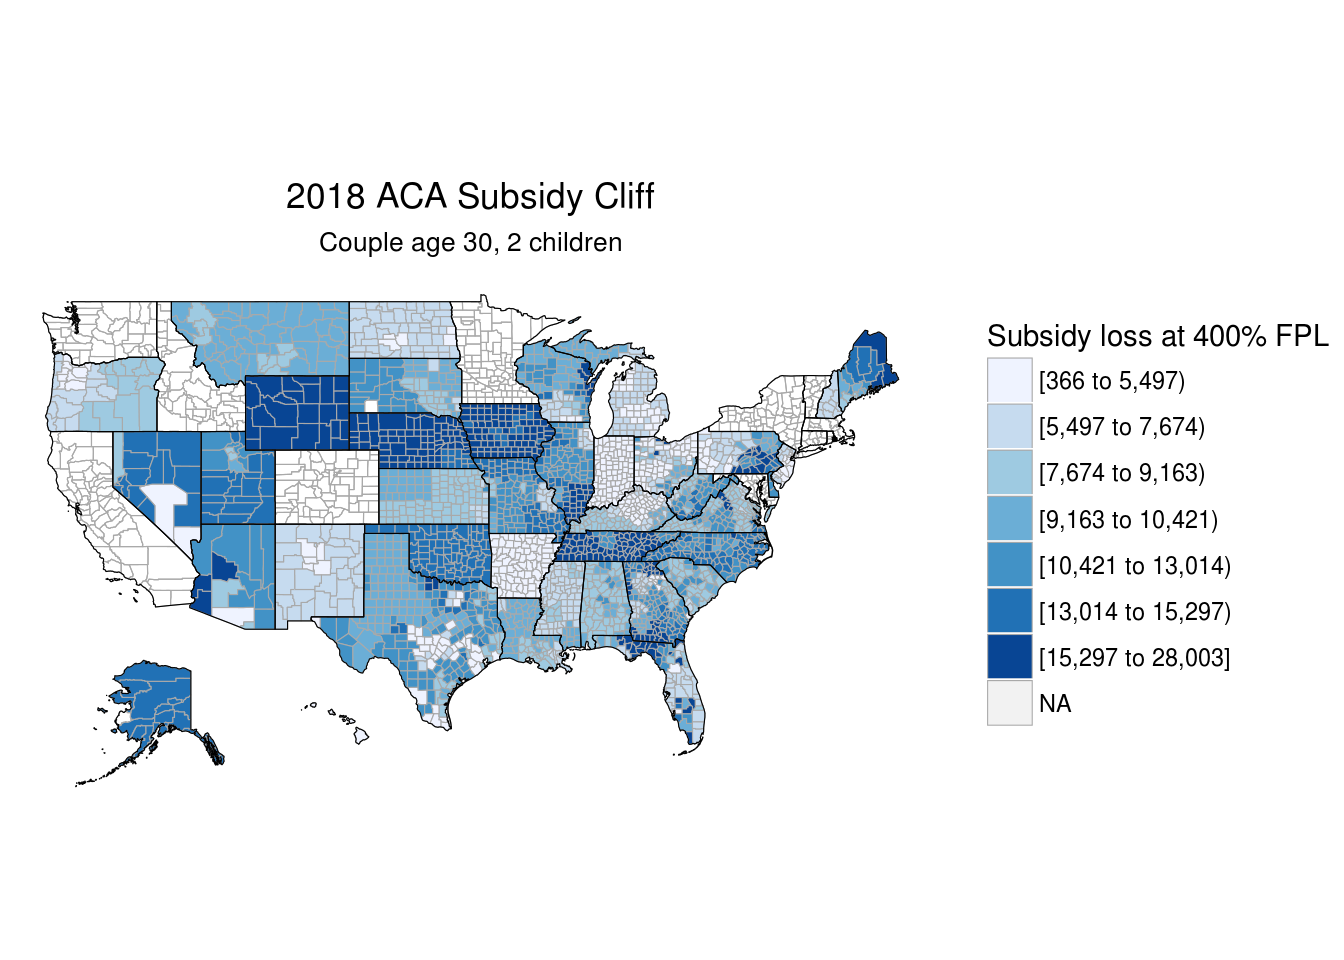 2018 ACA Subsidy Cliff
Couple age 30, 2 children
Subsidy loss at 400% FPL
[366 to 5,497)
[5,497 to 7,674)
[7,674 to 9,163)
[9,163 to 10,421)
[10,421 to 13,014)
[13,014 to 15,297)
[15,297 to 28,003]
NA